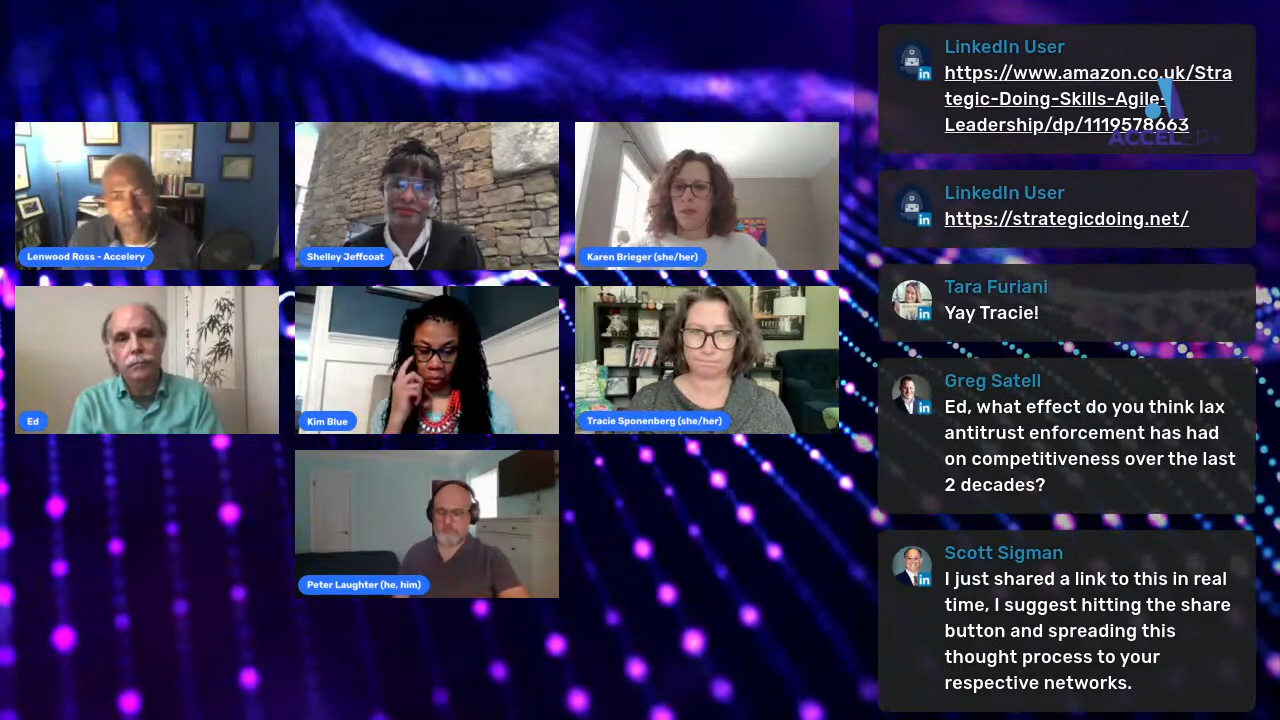 Lenwood Ross - Accelery
Shelley Jeffcoat
Karen Brieger (she/her)
Ed
Kim Blue
Tracie Sponenberg (she/her)
Peter Laughter (he, him)
LinkedIn User
https://www.amazon.co.uk/Stra
tegic-Doing-Skills-Agile-
Leadership/dp/1119578663
LinkedIn User
https://strategicdoing.net/
Tara Furiani
Yay Tracie!
Greg Satell
Ed, what effect do you think lax
antitrust enforcement has had
on competitiveness over the last
2 decades?
Scott Sigman
I just shared a link to this in real
time, I suggest hitting the share
button and spreading this
thought process to your
respective networks.